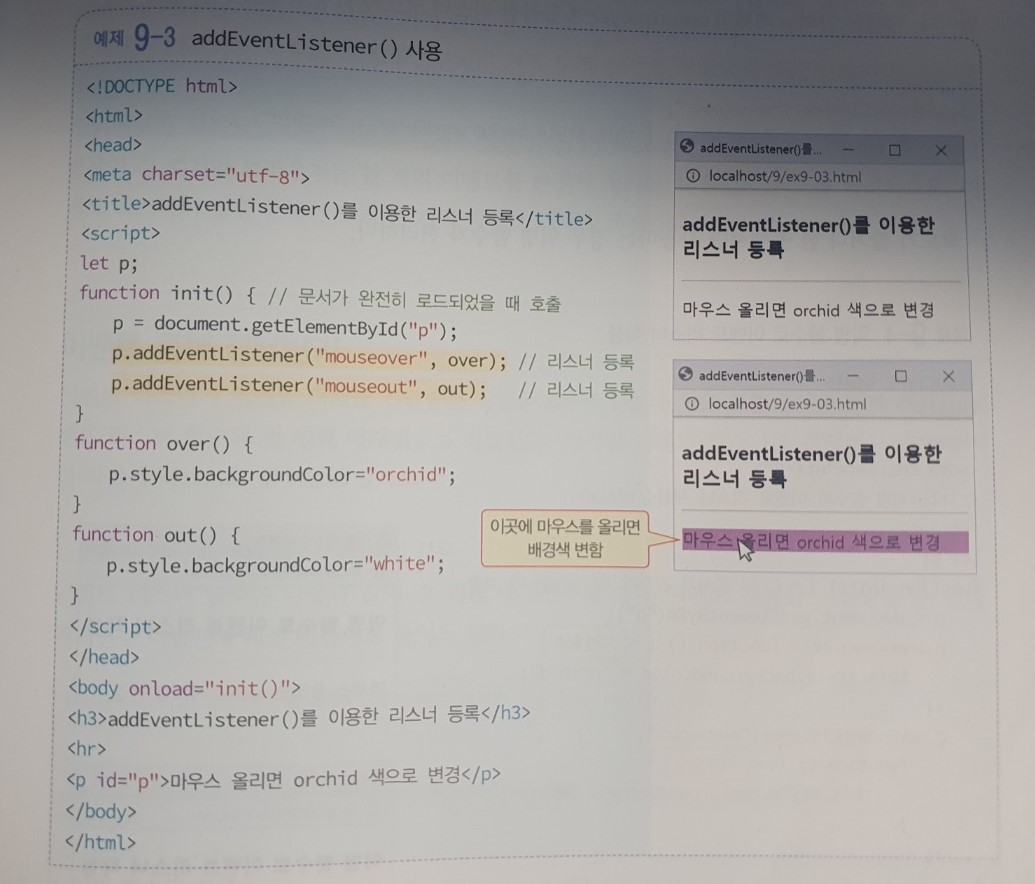 예제 9-3 addEventListener() 사용
<!DOCTYPE html>
<html>
<head>
<meta charset="utf-8">
<title>addEventListener()를 이용한 리스너 등록</title>
<script>
let p;
function init() { // 문서가 완전히 로드되었을 때 호출
    p = document.getElementById("p");
    p.addEventListener("mouseover", over); // 리스너 등록
    p.addEventListener("mouseout", out);   // 리스너 등록
}
function over() {
    p.style.backgroundColor="orchid";
}
function out() {
    p.style.backgroundColor="white";
}
</script>
</head>
<body onload="init()">
<h3>addEventListener()를 이용한 리스너 등록</h3>
<hr>
<p id="p">마우스 올리면 orchid 색으로 변경</p>
</body>
</html>
addEventListener()를...
localhost/9/ex9-03.html
addEventListener()를 이용한
리스너 등록
마우스 올리면 orchid 색으로 변경
addEventListener()를...
localhost/9/ex9-03.html
addEventListener()를 이용한
리스너 등록
이곳에 마우스를 올리면
배경색 변함
마우스 올리면 orchid 색으로 변경